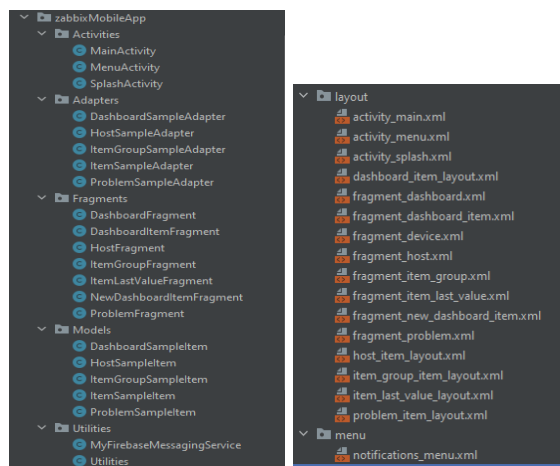 zabbixMobileApp
Activities
MainActivity
MenuActivity
SplashActivity
Adapters
DashboardSampleAdapter
HostSampleAdapter
ItemGroupSampleAdapter
ItemSampleAdapter
ProblemSampleAdapter
Fragments
DashboardFragment
DashboardItemFragment
HostFragment
ItemGroupFragment
ItemLastValueFragment
NewDashboardItemFragment
ProblemFragment
Models
DashboardSampleItem
HostSampleItem
ItemGroupSampleItem
ItemSampleItem
ProblemSampleItem
Utilities
MyFirebaseMessagingService
Utilities
layout
activity_main.xml
activity_menu.xml
activity_splash.xml
dashboard_item_layout.xml
fragment_dashboard.xml
fragment_dashboard_item.xml
fragment_device.xml
fragment_host.xml
fragment_item_group.xml
fragment_item_last_value.xml
fragment_new_dashboard_item.xml
fragment_problem.xml
host_item_layout.xml
item_group_item_layout.xml
item_last_value_layout.xml
problem_item_layout.xml
menu
notifications_menu.xml